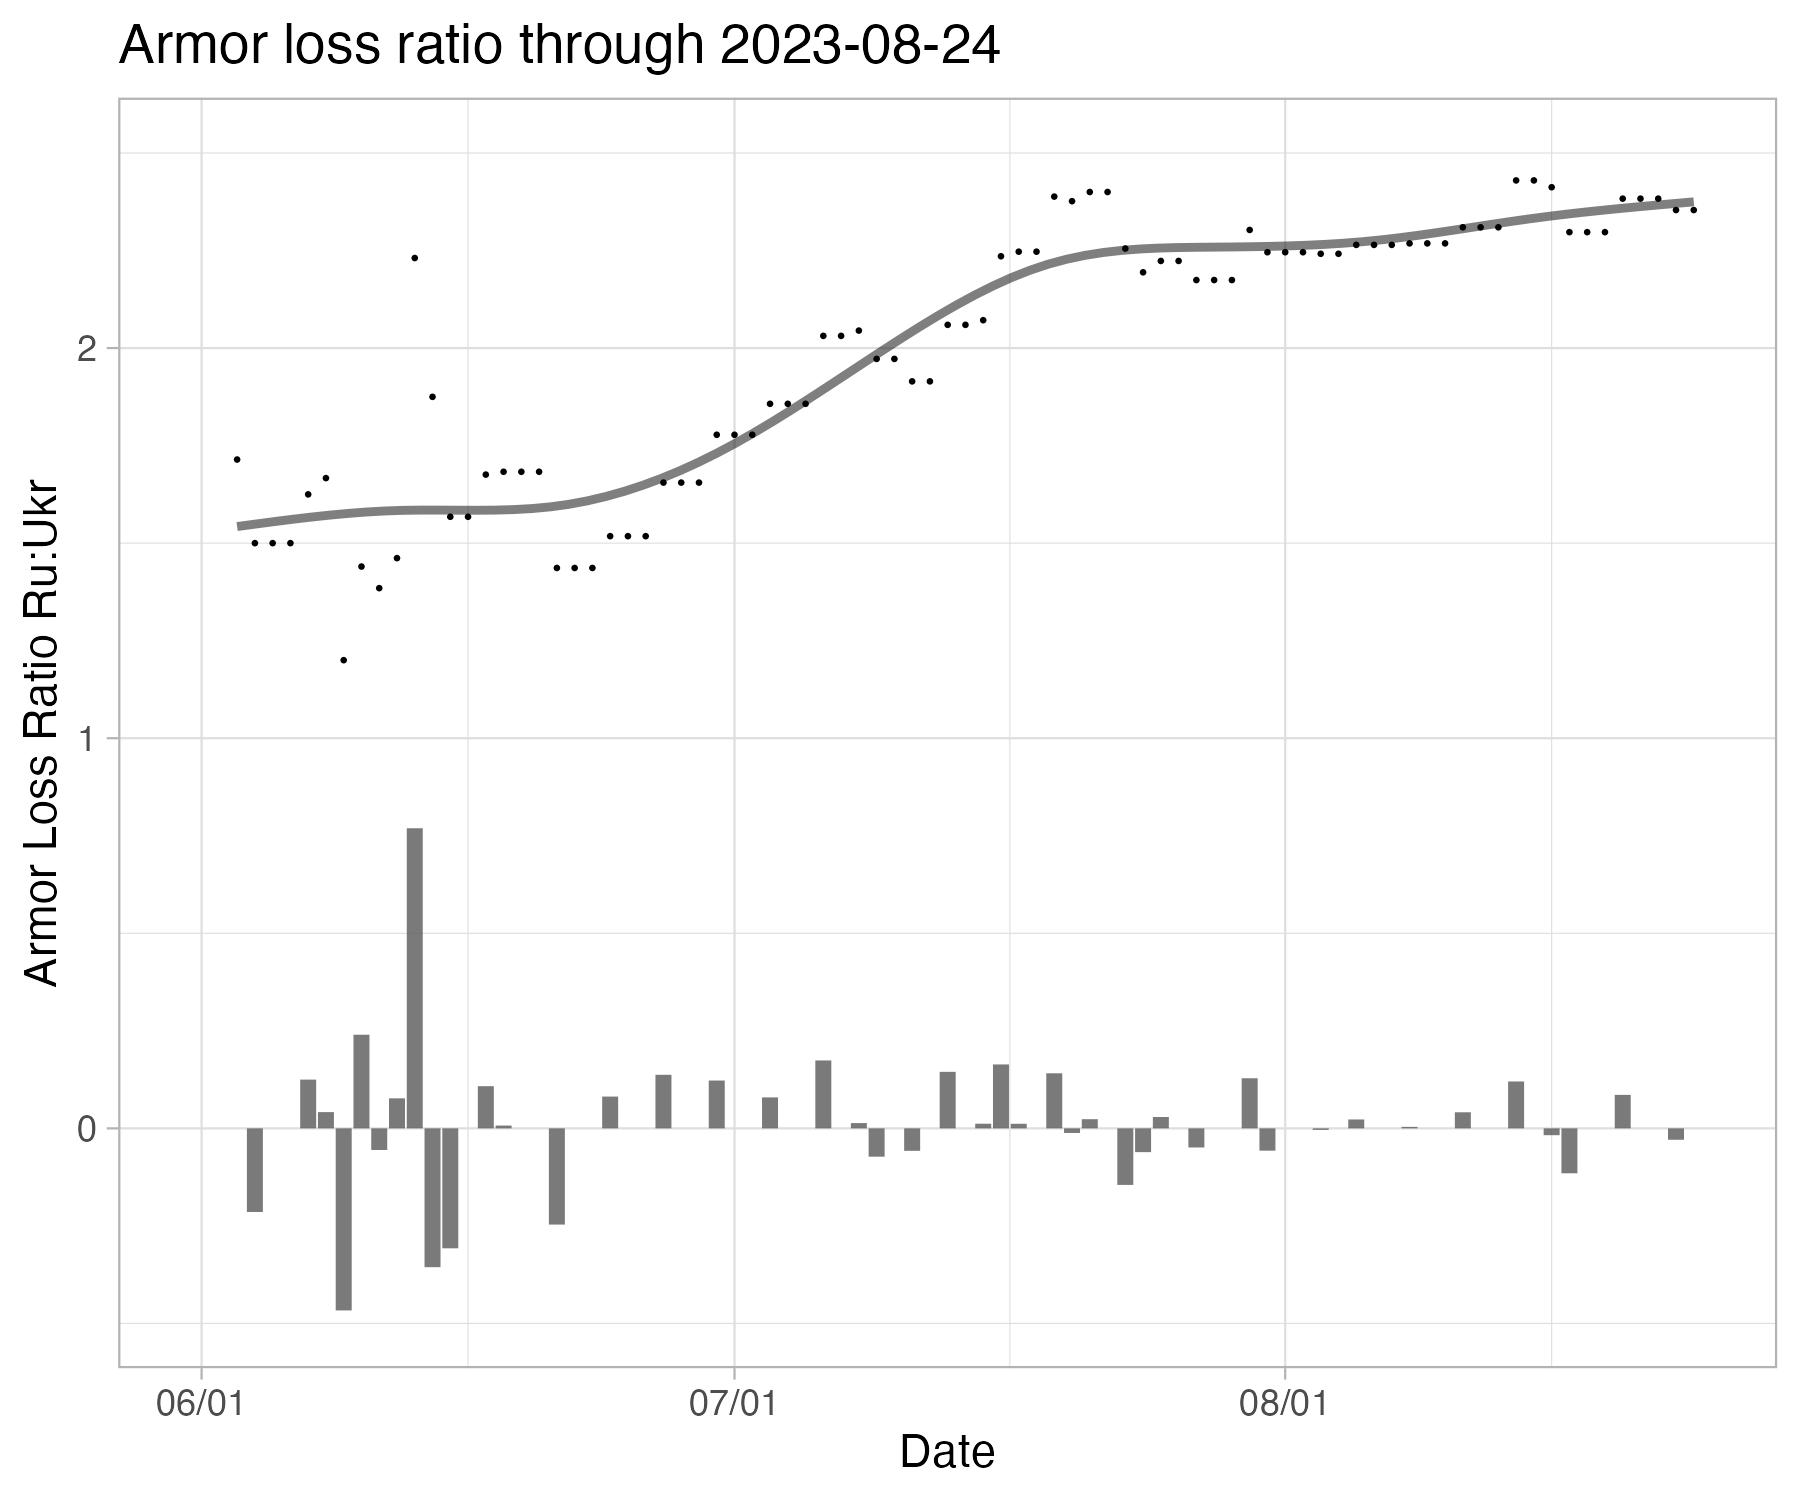 Armor loss ratio through 2023-08-24
Armor Loss Ratio Ru:Ukr
2
1
0
06/01
07/01
08/01
Date